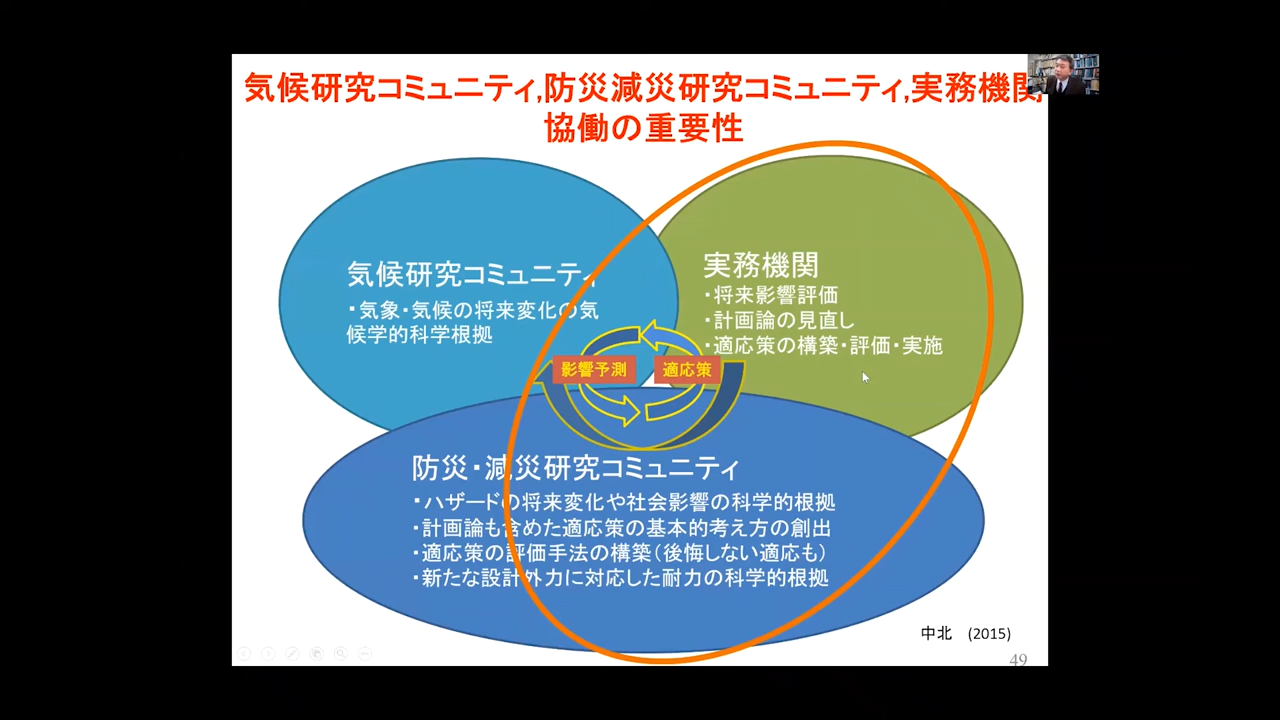 気候研究コミュニティ,防災減災研究コミュニティ,実務機関
協働の重要性
気候研究コミュニティ
・気象・気候の将来変化の気
候学的科学根拠
実務機関
・将来影響評価
・計画論の見直し
・適応策の構築・評価・実施
影響予測
適応策
防災・減災研究コミュニティ
・ハザードの将来変化や社会影響の科学的根拠
・計画論も含めた適応策の基本的考え方の創出
・適応策の評価手法の構築(後悔しない適応も)
・新たな設計外力に対応した耐力の科学的根拠
中北 (2015)
49